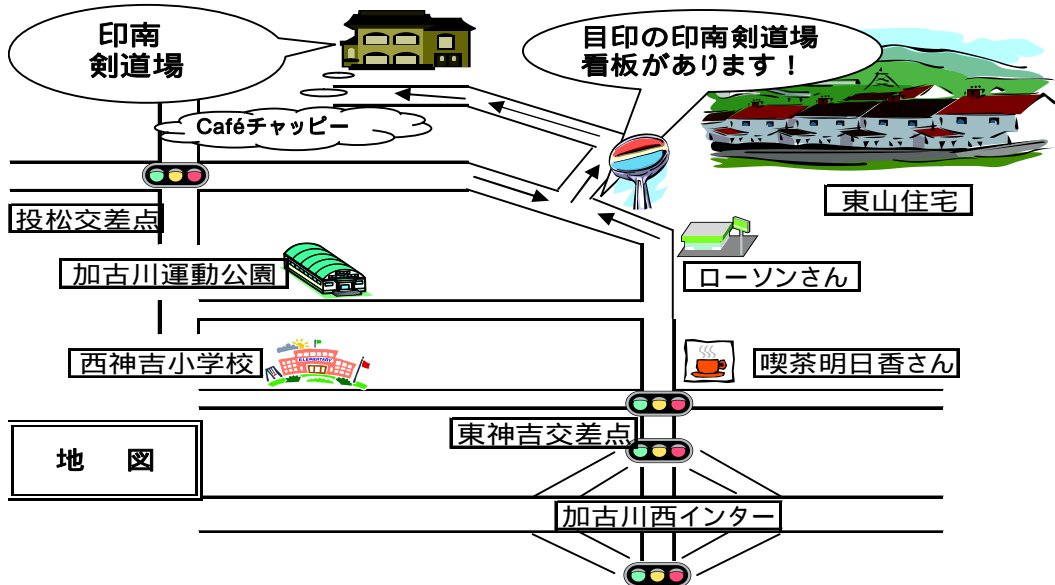 印南
剣道場
目印の印南剣道場
看板があります！
Caféチャッピー
東山住宅
投松交差点
加古川運動公園
ローソンさん
西神吉小学校
ELEMENTARY
喫茶明日香さん
東神吉交差点
地　図
加古川西インター